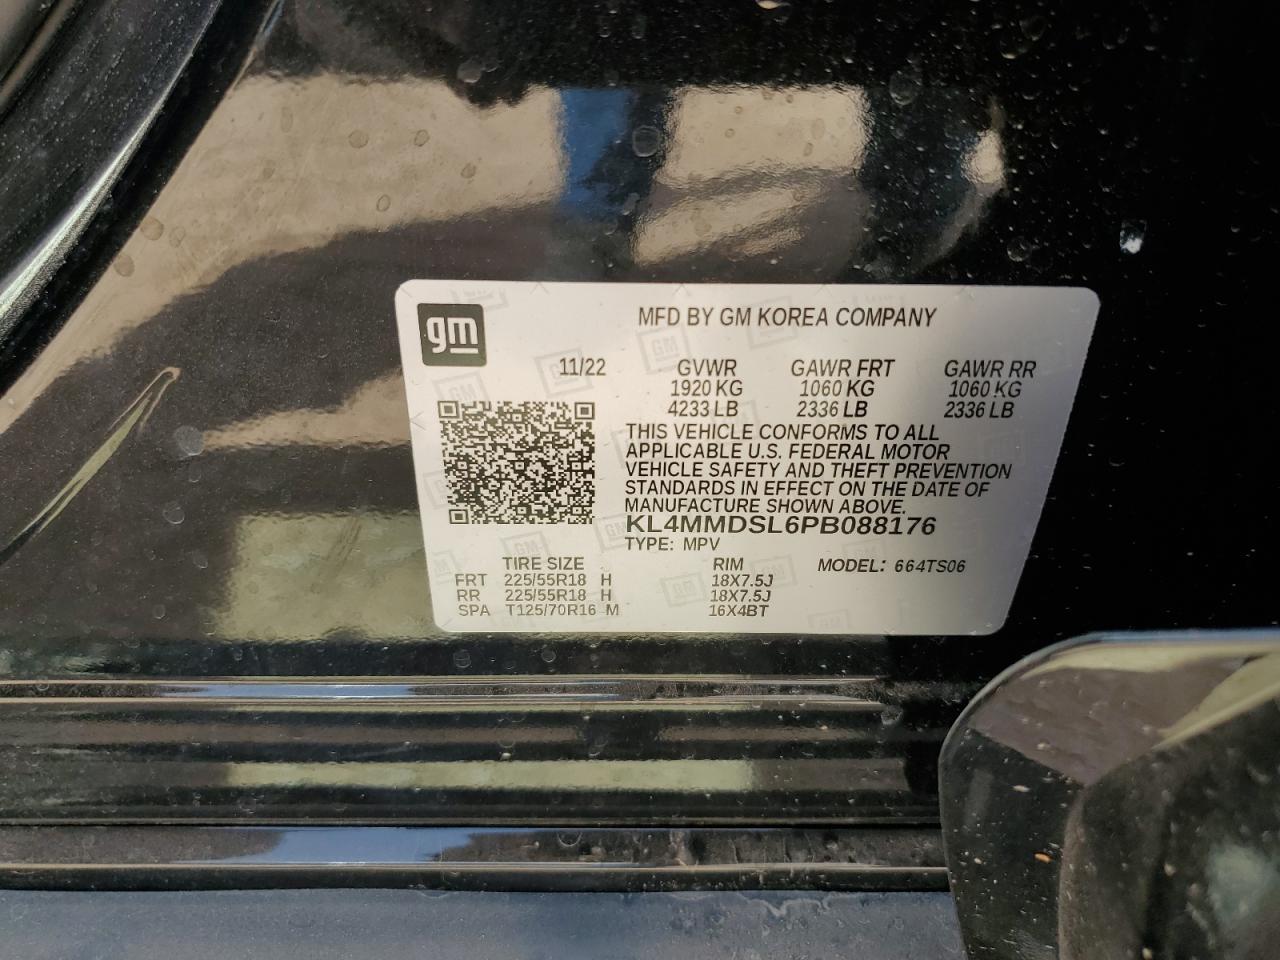 gm
MFD BY GM KOREA COMPANY
11/22 GVWR GAWR FRT GAWR RR
1920 KG 1060 KG 1060 KG
4233 LB 2336 LB 2336 LB
THIS VEHICLE CONFORMS TO ALL
APPLICABLE U.S. FEDERAL MOTOR
VEHICLE SAFETY AND THEFT PREVENTION
STANDARDS IN EFFECT ON THE DATE OF
MANUFACTURE SHOWN ABOVE.
KL4MMDSL6PB088176
TYPE: MPV
TIRE SIZE RIM MODEL: 664TS06
FRT 225/55R18 H 18X7.5J
RR 225/55R18 H 18X7.5J
SPA T125/70R16 M 16X4BT